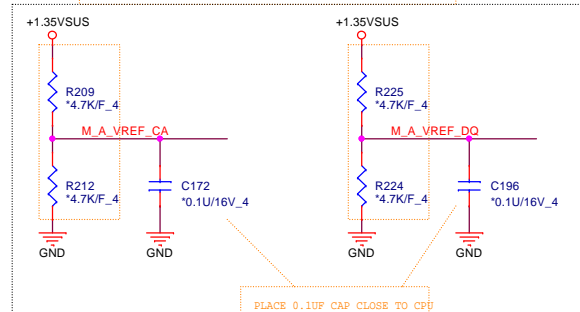 +1.35VSUS
+1.35VSUS
R209
*4.7K/F_4
R225
*4.7K/F_4
M_A_VREF_CA
M_A_VREF_DQ
R212
*4.7K/F_4
C172
*0.1U/16V_4
R224
*4.7K/F_4
C196
*0.1U/16V_4
GND
GND
GND
GND
PLACE 0.1UF CAP CLOSE TO CPU